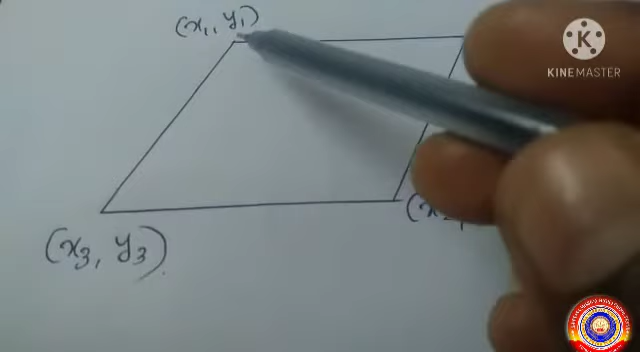 (x₁, y₁)
KINEMASTER
(x₃, y₃)